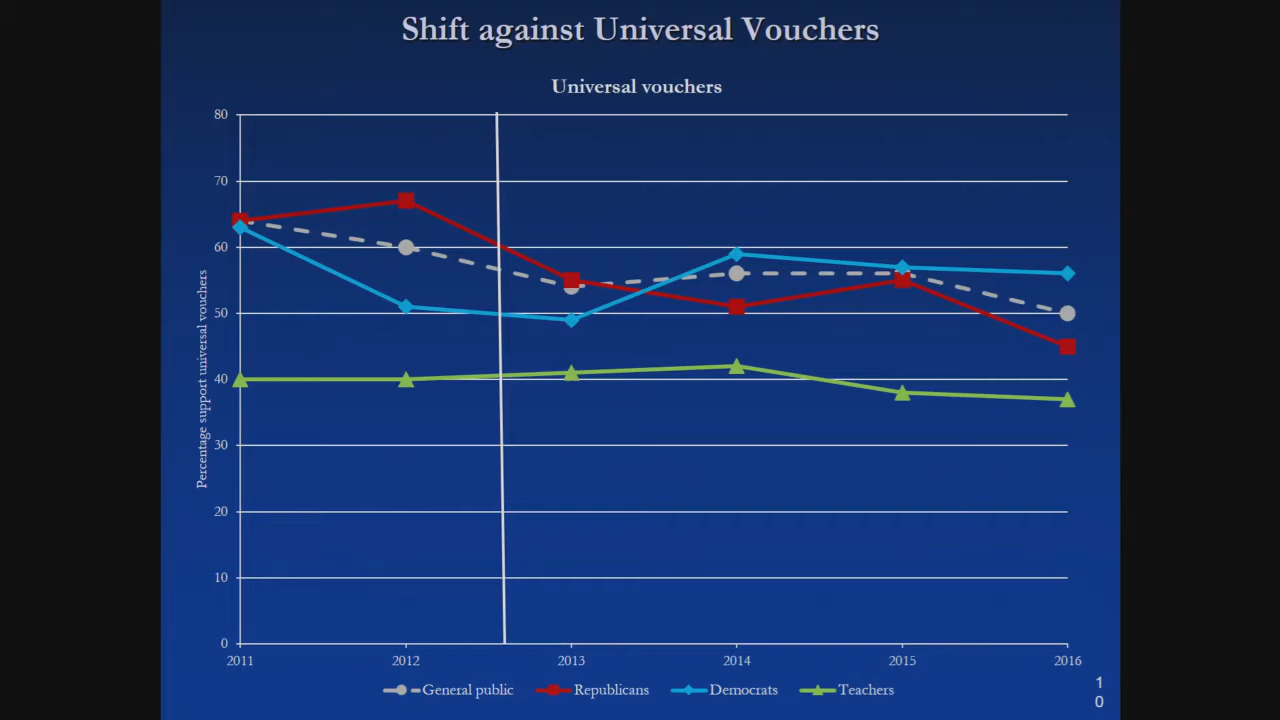 Shift against Universal Vouchers
Universal vouchers
Percentage support universal vouchers
80
70
60
50
40
30
20
10
0
2011 2012 2013 2014 2015 2016
General public Republicans Democrats Teachers
1
0